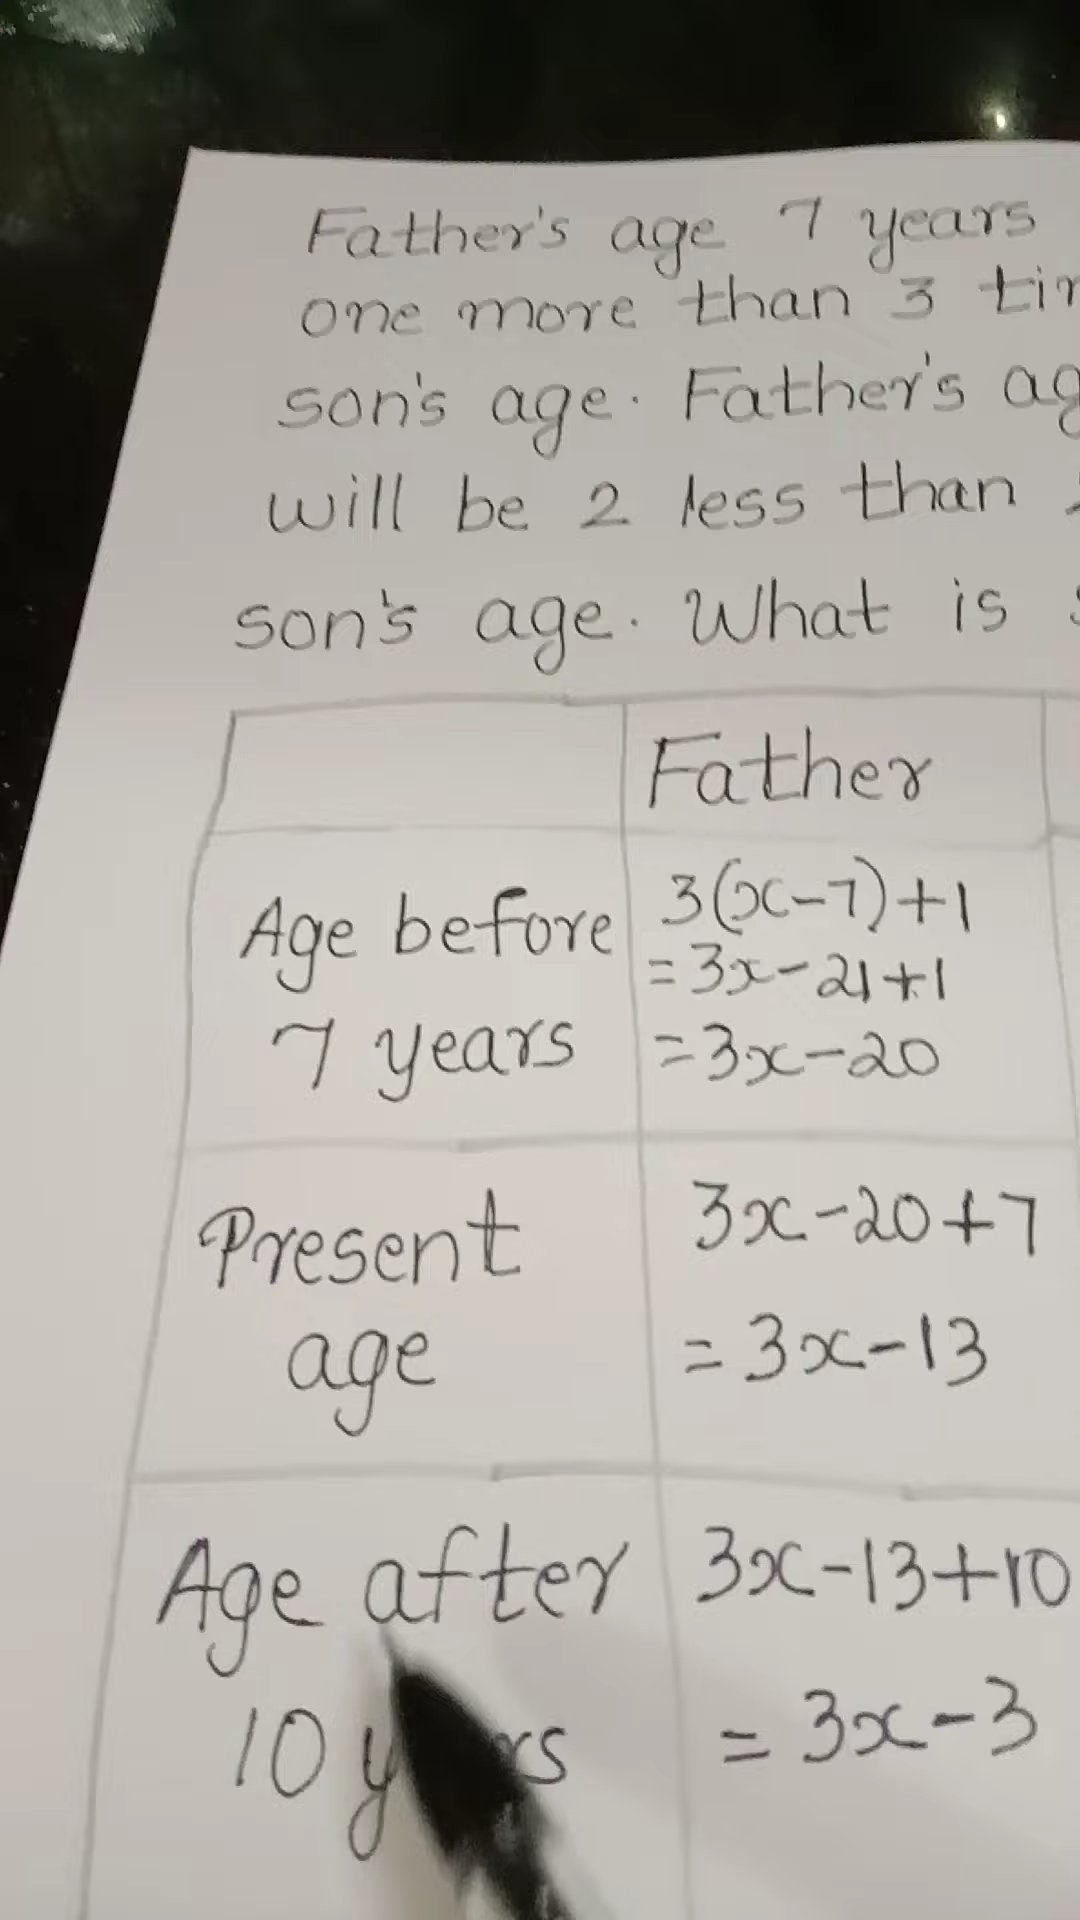 Father's age 7 years
one more than 3
son's age. Father's
will be 2 less than
son's age. What is
Father
Age before
7 years
3(x-7)+1
=3x-21+1
=3x-20
Present
age
3x-20+7
=3x-13
Age after
10
3x-13+10
=3x-3